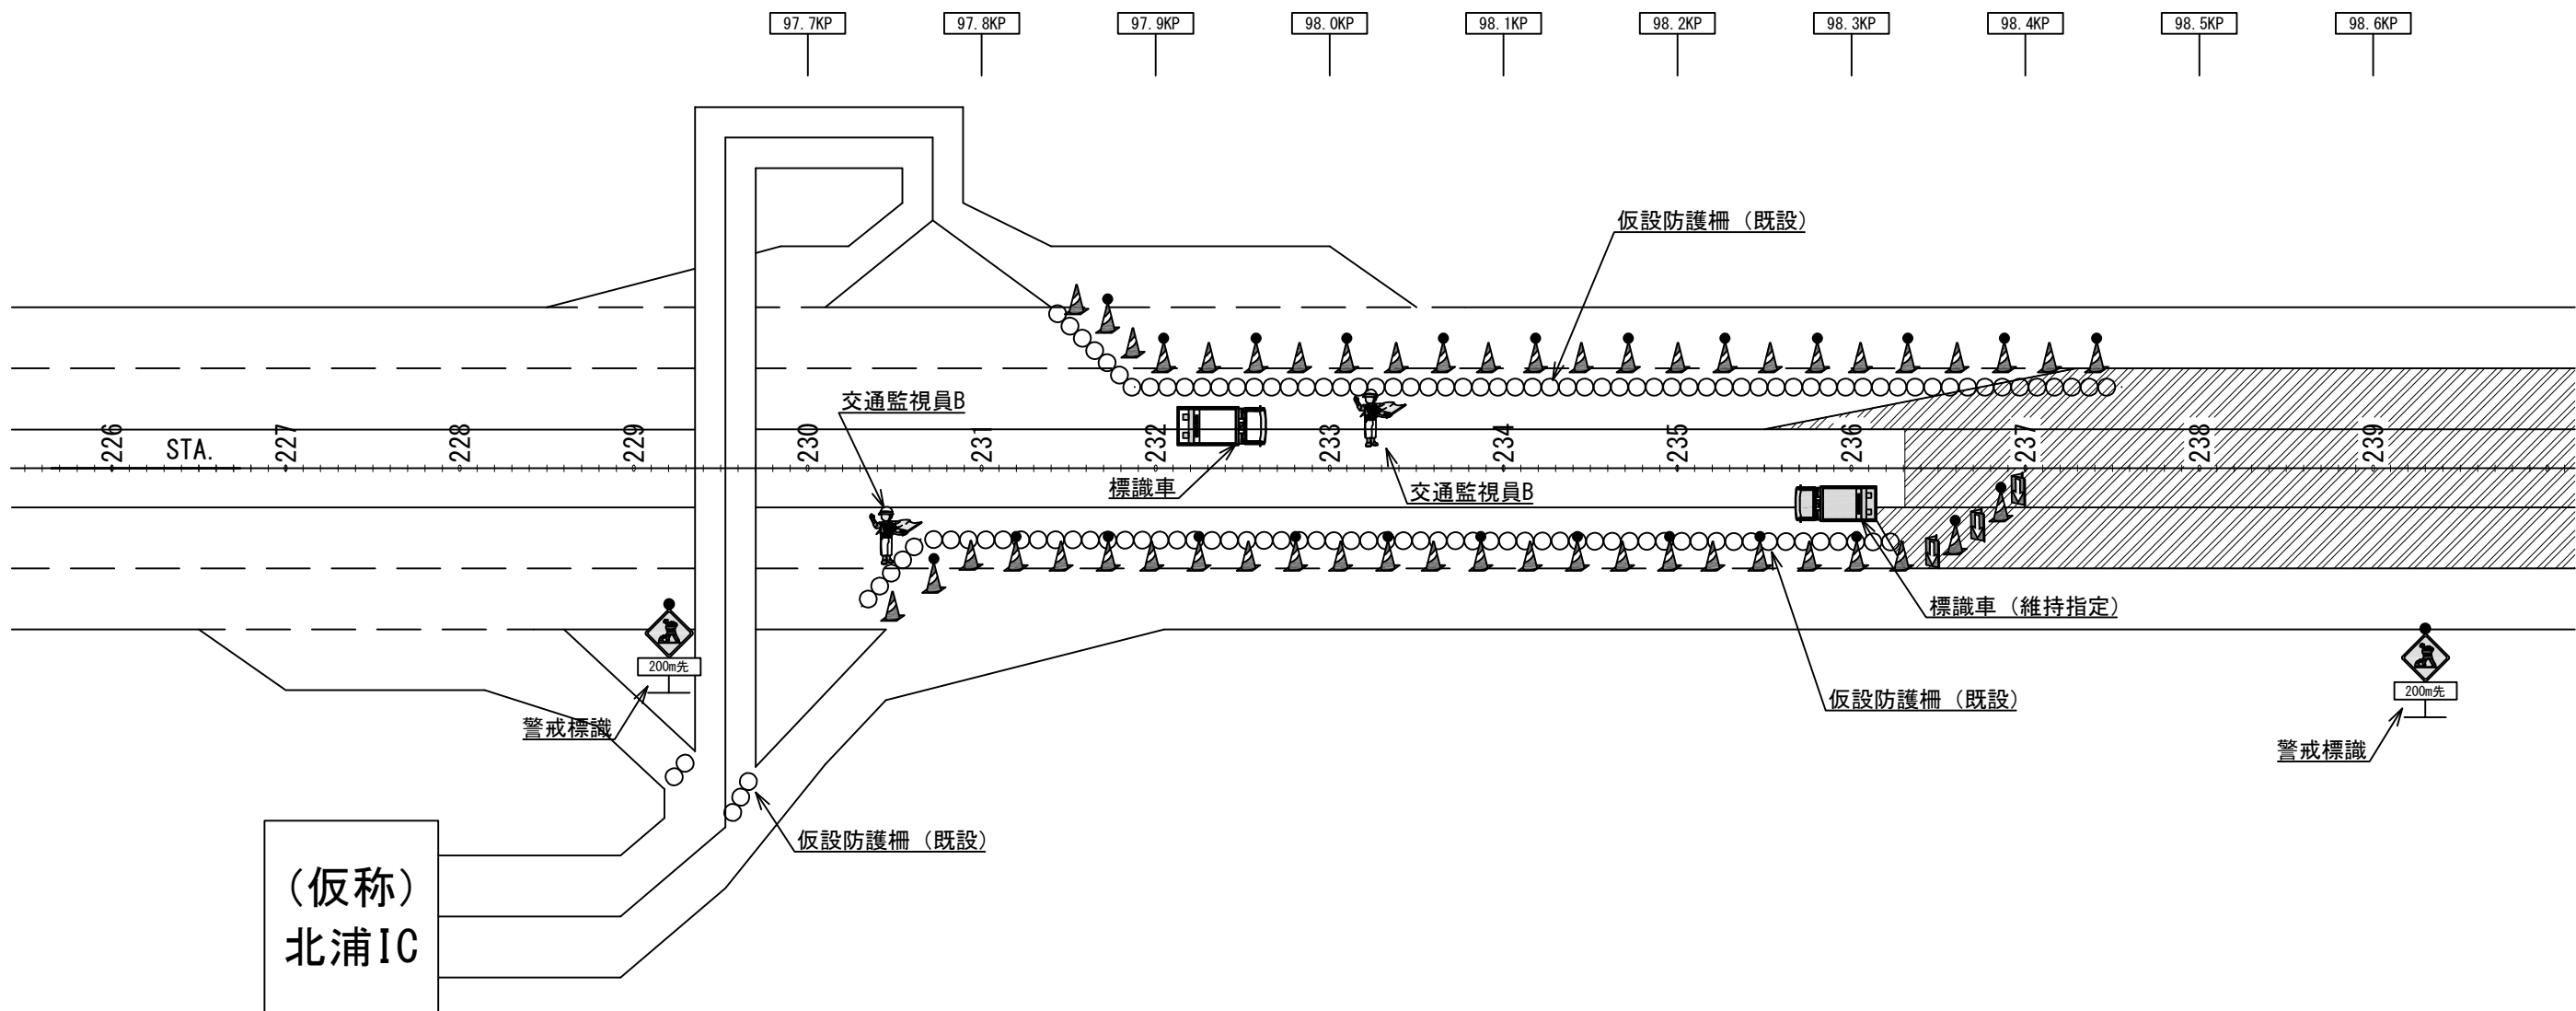 97.7KP
97.8KP
97.9KP
98.0KP
98.1KP
98.2KP
98.3KP
98.4KP
98.5KP
98.6KP
仮設防護柵（既設）
交通監視員B
226
STA.
227
228
229
230
231
232
233
234
235
236
237
238
239
標識車
交通監視員B
標識車（維持指定）
200m先
警戒標識
仮設防護柵（既設）
200m先
警戒標識
仮設防護柵（既設）
（仮称）
北浦IC